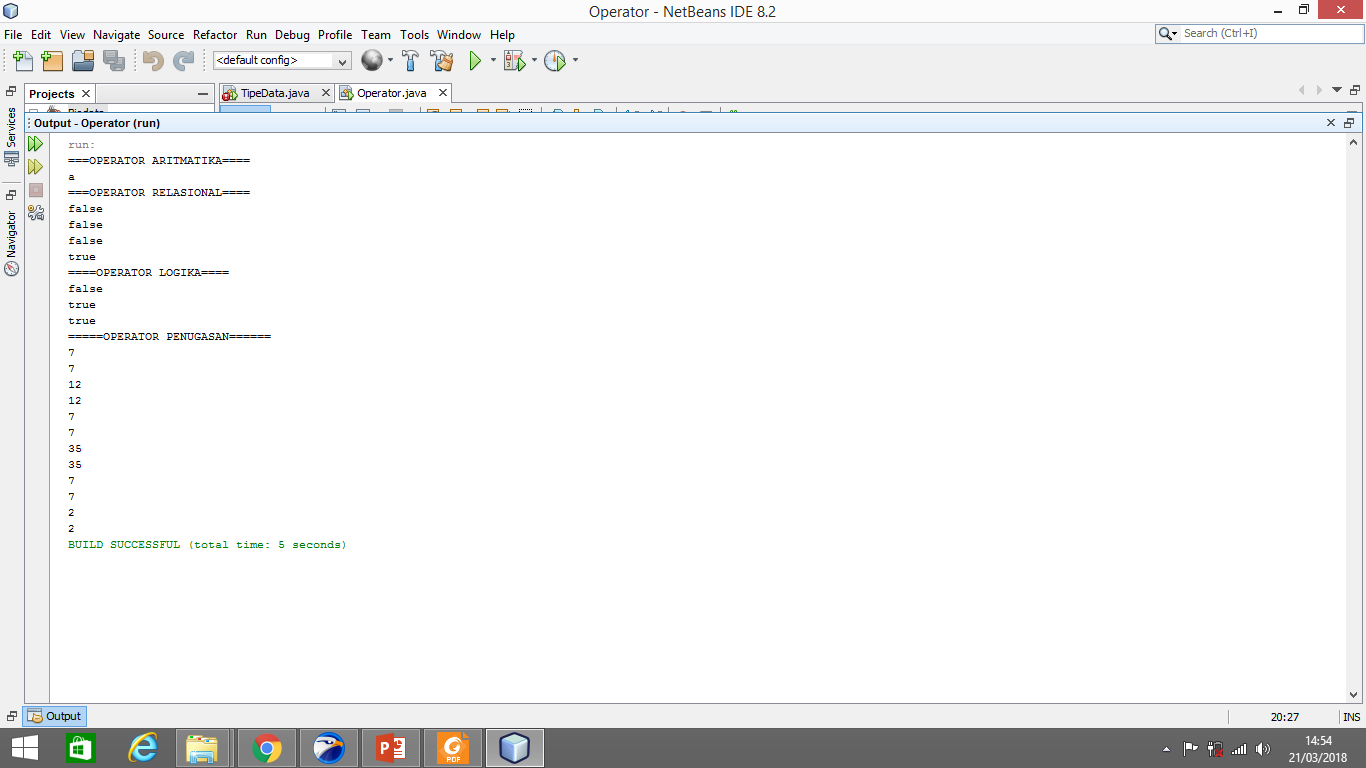 Operator - NetBeans IDE 8.2
File Edit View Navigate Source Refactor Run Debug Profile Team Tools Window Help
Search (Ctrl+I)
<default config>
Projects
TipeData.java
Operator.java
Services
Navigator
Output - Operator (run)
run:
===OPERATOR ARITMATIKA====
a
===OPERATOR RELASIONAL====
false
false
false
true
====OPERATOR LOGIKA====
false
true
true
=====OPERATOR PENUGASAN======
7
7
12
12
7
7
35
35
7
7
2
2
BUILD SUCCESSFUL (total time: 5 seconds)
Output
20:27
INS
PDF
14:54
21/03/2018